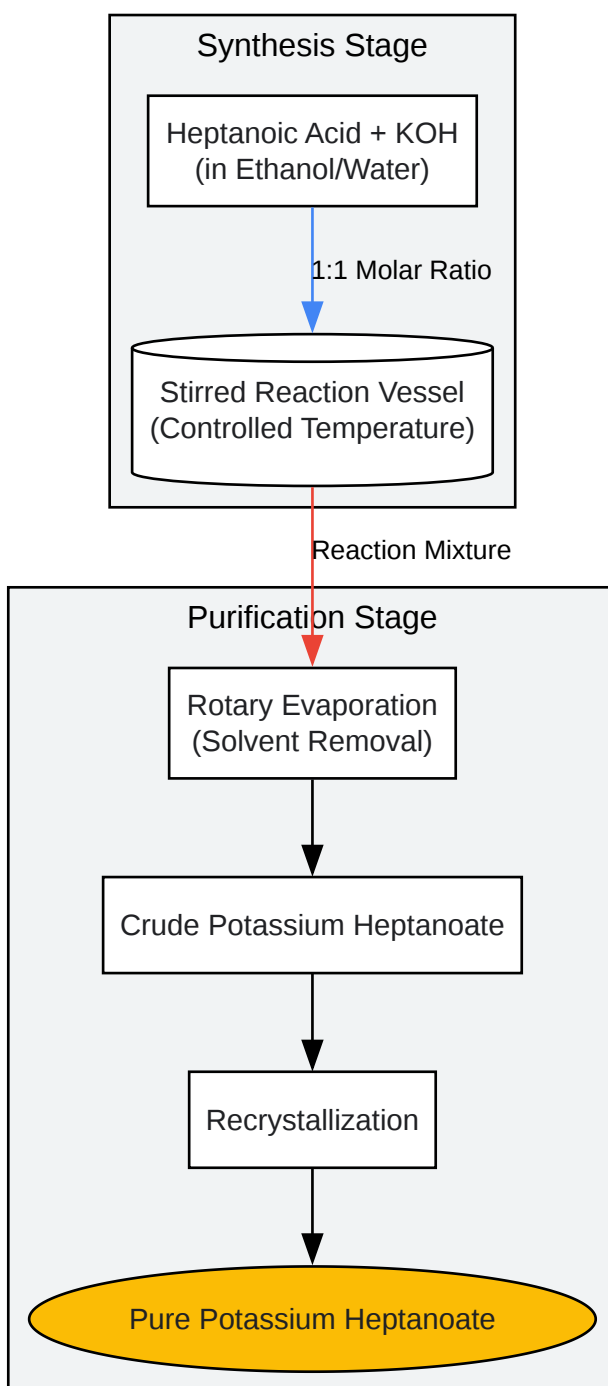 Synthesis Stage
Heptanoic Acid + KOH
(in Ethanol/Water)
1:1 Molar Ratio
Stirred Reaction Vessel
(Controlled Temperature)
Reaction Mixture
Purification Stage
Rotary Evaporation
(Solvent Removal)
Crude Potassium Heptanoate
Recrystallization
Pure Potassium Heptanoate